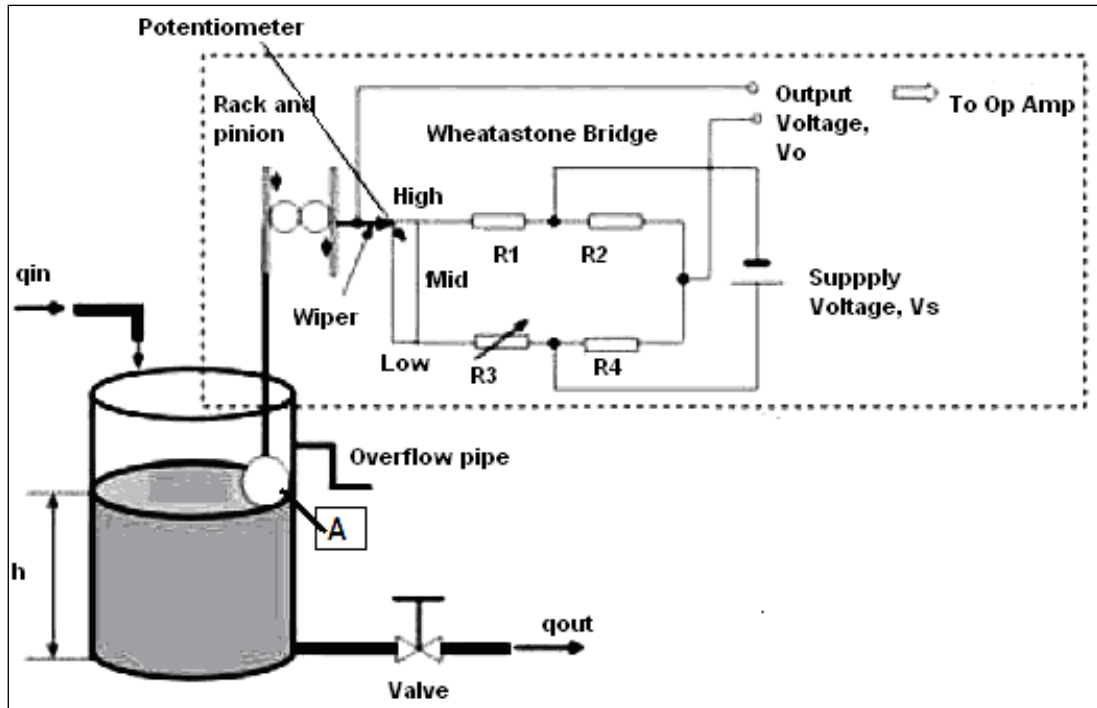 Potentiometer
Rack and
pinion
Wheatastone Bridge
Output
Voltage,
Vo
To Op Amp
High
R1
R2
Mid
Wiper
Suppply
Voltage, Vs
Low
R3
R4
qin
Overflow pipe
A
h
qout
Valve